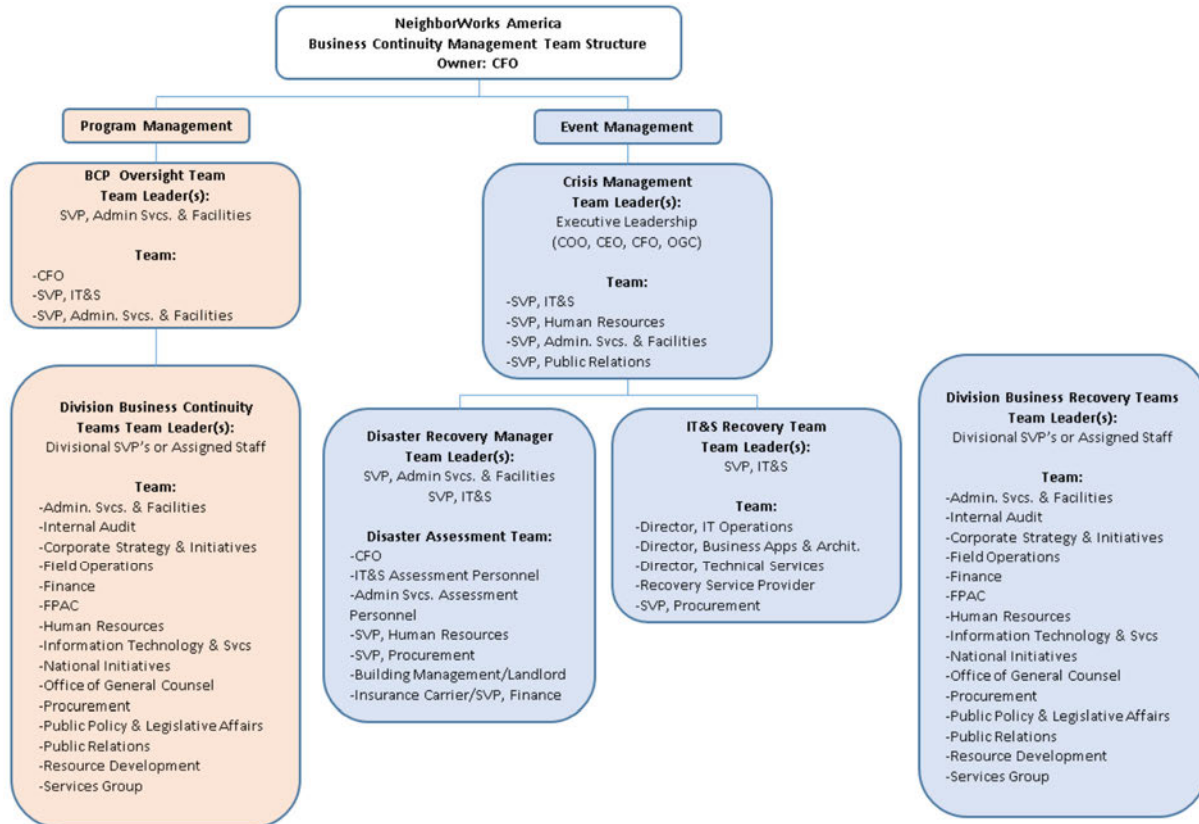 NeighborWorks America
Business Continuity Management Team Structure
Owner: CFO
Program Management
Event Management
BCP Oversight Team
Team Leader(s):
SVP, Admin Svcs. & Facilities
Team:
-CFO
-SVP, IT&S
-SVP, Admin. Svcs. & Facilities
Crisis Management
Team Leader(s):
Executive Leadership
(COO, CEO, CFO, OGC)
Team:
-SVP, IT&S
-SVP, Human Resources
-SVP, Admin. Svcs. & Facilities
-SVP, Public Relations
Division Business Continuity
Teams Team Leader(s):
Divisional SVP's or Assigned Staff
Team:
-Admin. Svcs. & Facilities
-Internal Audit
-Corporate Strategy & Initiatives
-Field Operations
-Finance
-FPAC
-Human Resources
-Information Technology & Svcs
-National Initiatives
-Office of General Counsel
-Procurement
-Public Policy & Legislative Affairs
-Public Relations
-Resource Development
-Services Group
Disaster Recovery Manager
Team Leader(s):
SVP, Admin Svcs. & Facilities
SVP, IT&S
Disaster Assessment Team:
-CFO
-IT&S Assessment Personnel
-Admin Svcs. Assessment
Personnel
-SVP, Human Resources
-SVP, Procurement
-Building Management/Landlord
-Insurance Carrier/SVP, Finance
IT&S Recovery Team
Team Leader(s):
SVP, IT&S
Team:
-Director, IT Operations
-Director, Business Apps & Archit.
-Director, Technical Services
-Recovery Service Provider
-SVP, Procurement
Division Business Recovery Teams
Team Leader(s):
Divisional SVP's or Assigned Staff
Team:
-Admin. Svcs. & Facilities
-Internal Audit
-Corporate Strategy & Initiatives
-Field Operations
-Finance
-FPAC
-Human Resources
-Information Technology & Svcs
-National Initiatives
-Office of General Counsel
-Procurement
-Public Policy & Legislative Affairs
-Public Relations
-Resource Development
-Services Group